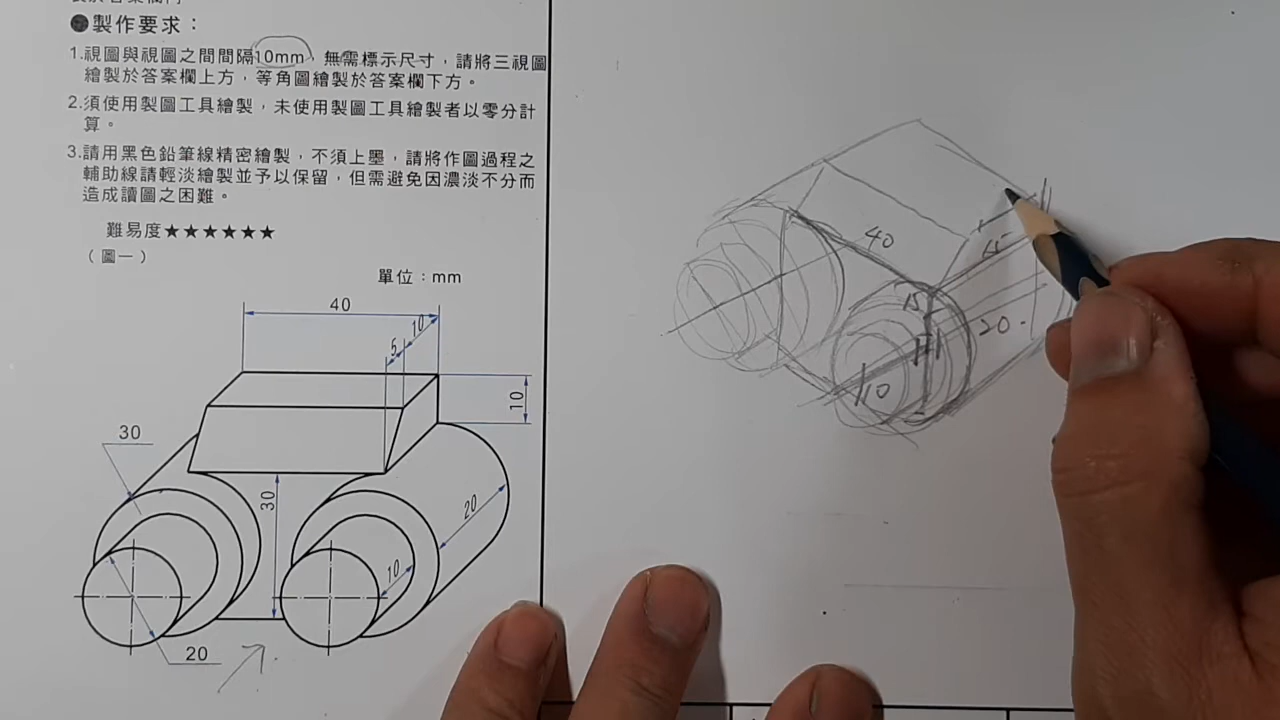 ●製作要求：
1.視圖與視圖之間間隔10mm，無需標示尺寸，請將三視圖
繪製於答案欄上方，等角圖繪製於答案欄下方。
2.須使用製圖工具繪製，未使用製圖工具繪製者以零分計
算。
3.請用黑色鉛筆線精密繪製，不須上墨，請將作圖過程之
輔助線請輕淡繪製並予以保留，但需避免因濃淡不分而
造成讀圖之困難。
難易度★★★★★★
（圖一）
單位：mm
40
10
5
10
30
30
20
10
20
40
15
20
10